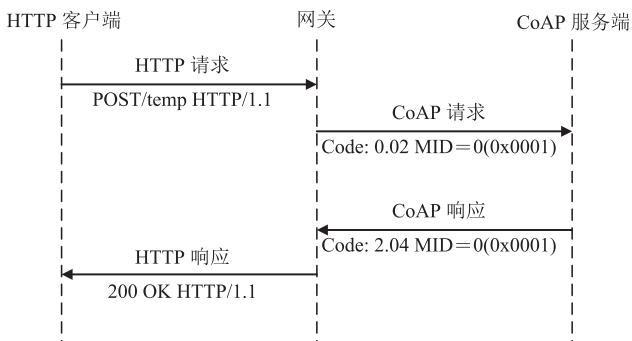 HTTP 客户端 网关 CoAP 服务端
HTTP 请求
POST/temp HTTP/1.1
CoAP 请求
Code: 0.02 MID=0(0x0001)
CoAP 响应
Code: 2.04 MID=0(0x0001)
HTTP 响应
200 OK HTTP/1.1